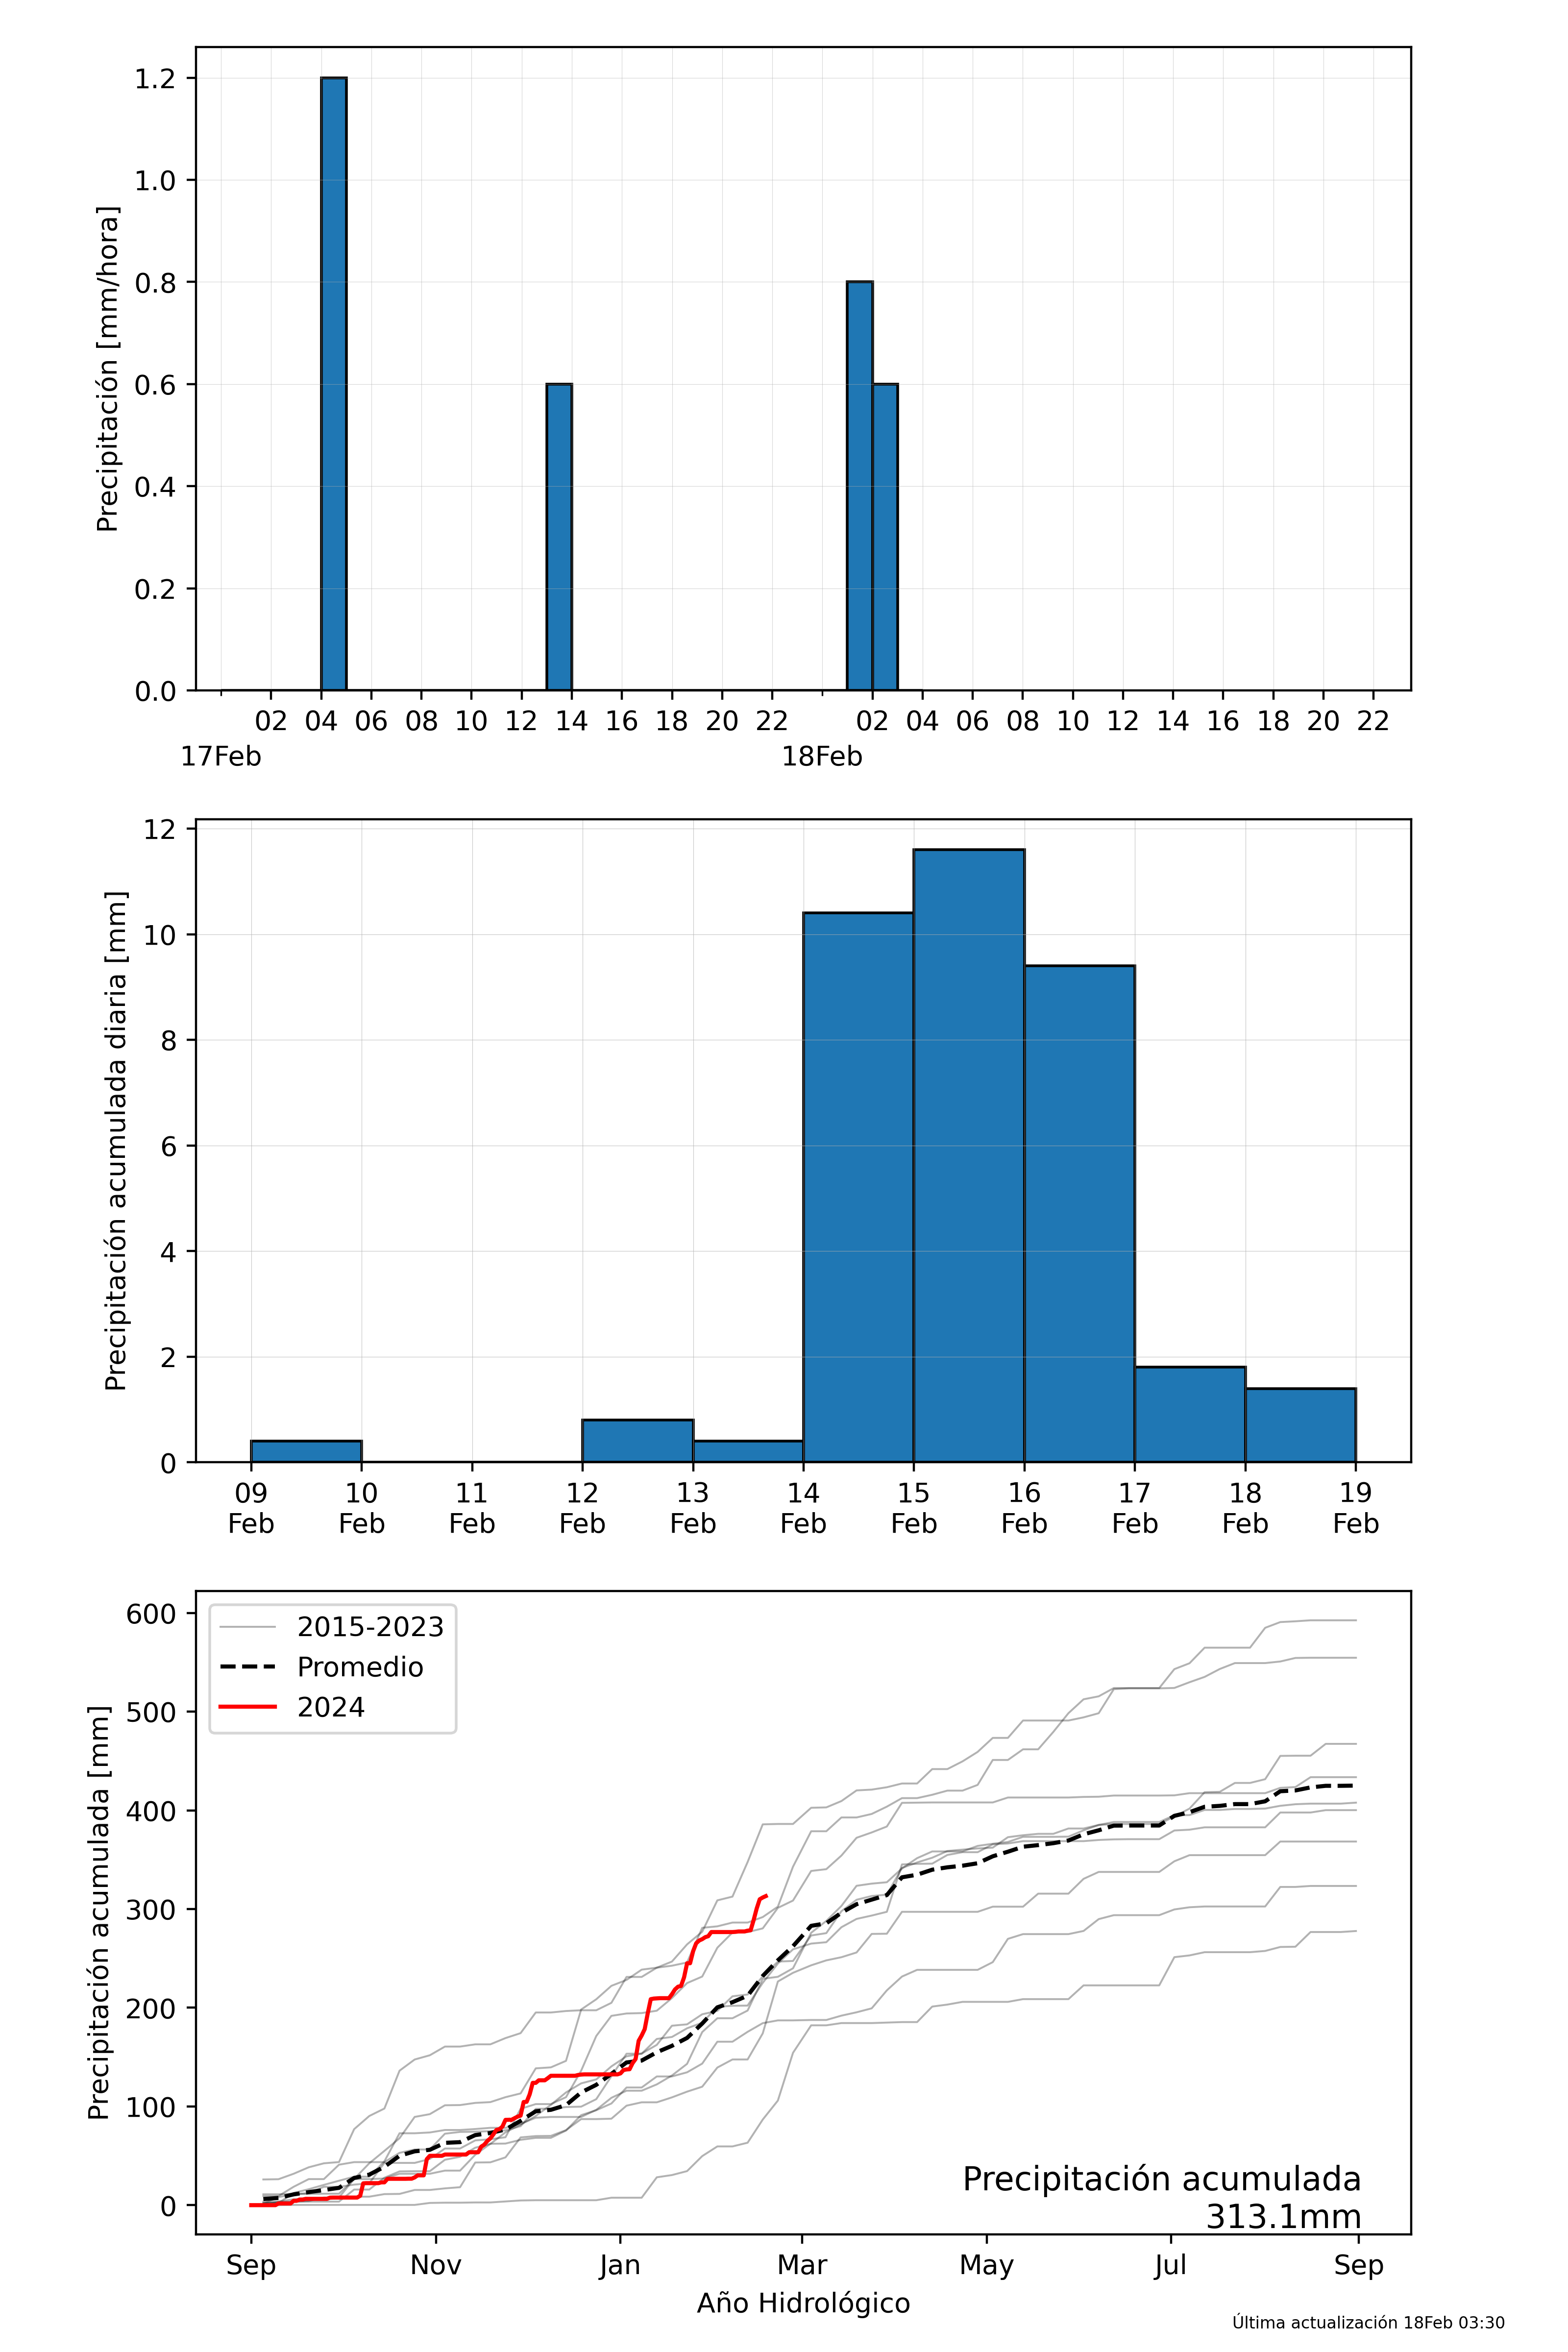 Precipitación [mm/hora]
1.2
1.0
0.8
0.6
0.4
0.2
0.0
02 04 06 08 10 12 14 16 18 20 22 02 04 06 08 10 12 14 16 18 20 22
17Feb 18Feb
Precipitación acumulada diaria [mm]
12
10
8
6
4
2
0
09 10 11 12 13 14 15 16 17 18 19
Feb Feb Feb Feb Feb Feb Feb Feb Feb Feb Feb
Precipitación acumulada [mm]
600
500
400
300
200
100
0
2015-2023
Promedio
2024
Precipitación acumulada
313.1mm
Sep Nov Jan Mar May Jul Sep
Año Hidrológico
Última actualización 18Feb 03:30